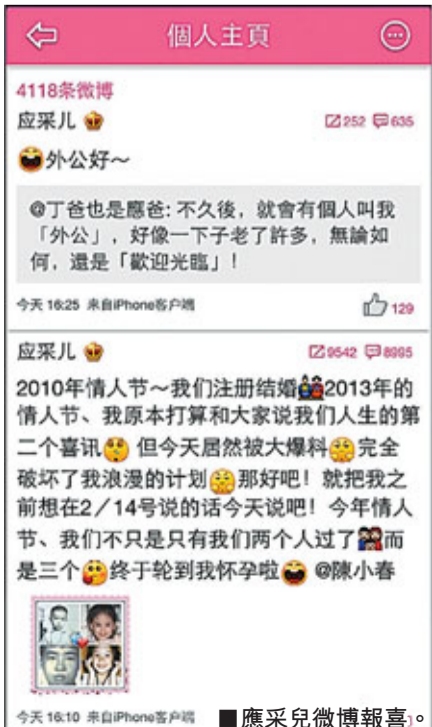 個人主頁
4118条微博
应采儿
252 635
外公好～
@丁爸也是應爸: 不久後，就會有個人叫我
「外公」，好像一下子老了許多，無論如
何，還是「歡迎光臨」！
今天 16:25 来自iPhone客户端 129
应采儿
9542 8995
2010年情人节～我们注册结婚2013年的
情人节、我原本打算和大家说我们人生的第
二个喜讯 但今天居然被大爆料完全
破坏了我浪漫的计划那好吧！就把我之
前想在2／14号说的话今天说吧！今年情人
节、我们不只是只有我们两个人过了而
是三个终于轮到我怀孕啦 @陳小春
今天 16:10 来自iPhone客户端
■應采兒微博報喜。